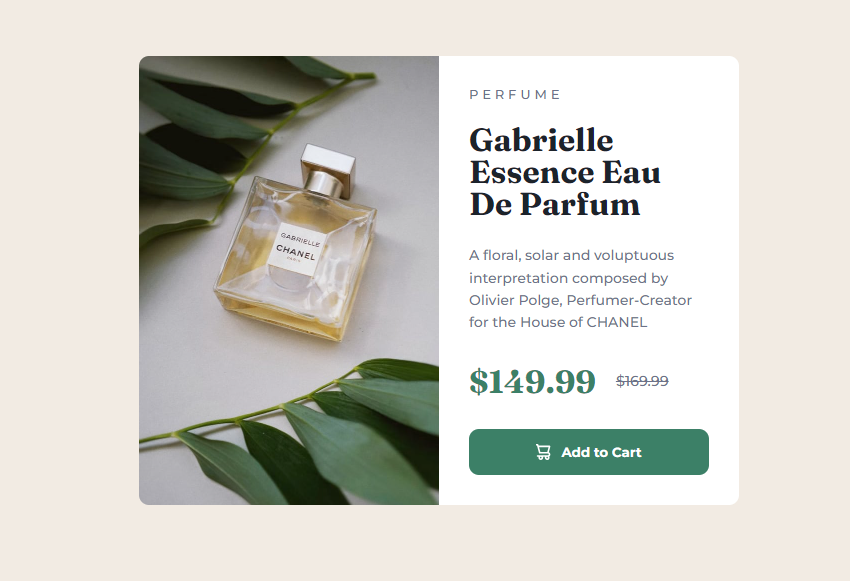 GABRIELLE
CHANEL
PARIS
PERFUME
Gabrielle
Essence Eau
De Parfum
A floral, solar and voluptuous
interpretation composed by
Olivier Polge, Perfumer-Creator
for the House of CHANEL
$149.99 $169.99
Add to Cart